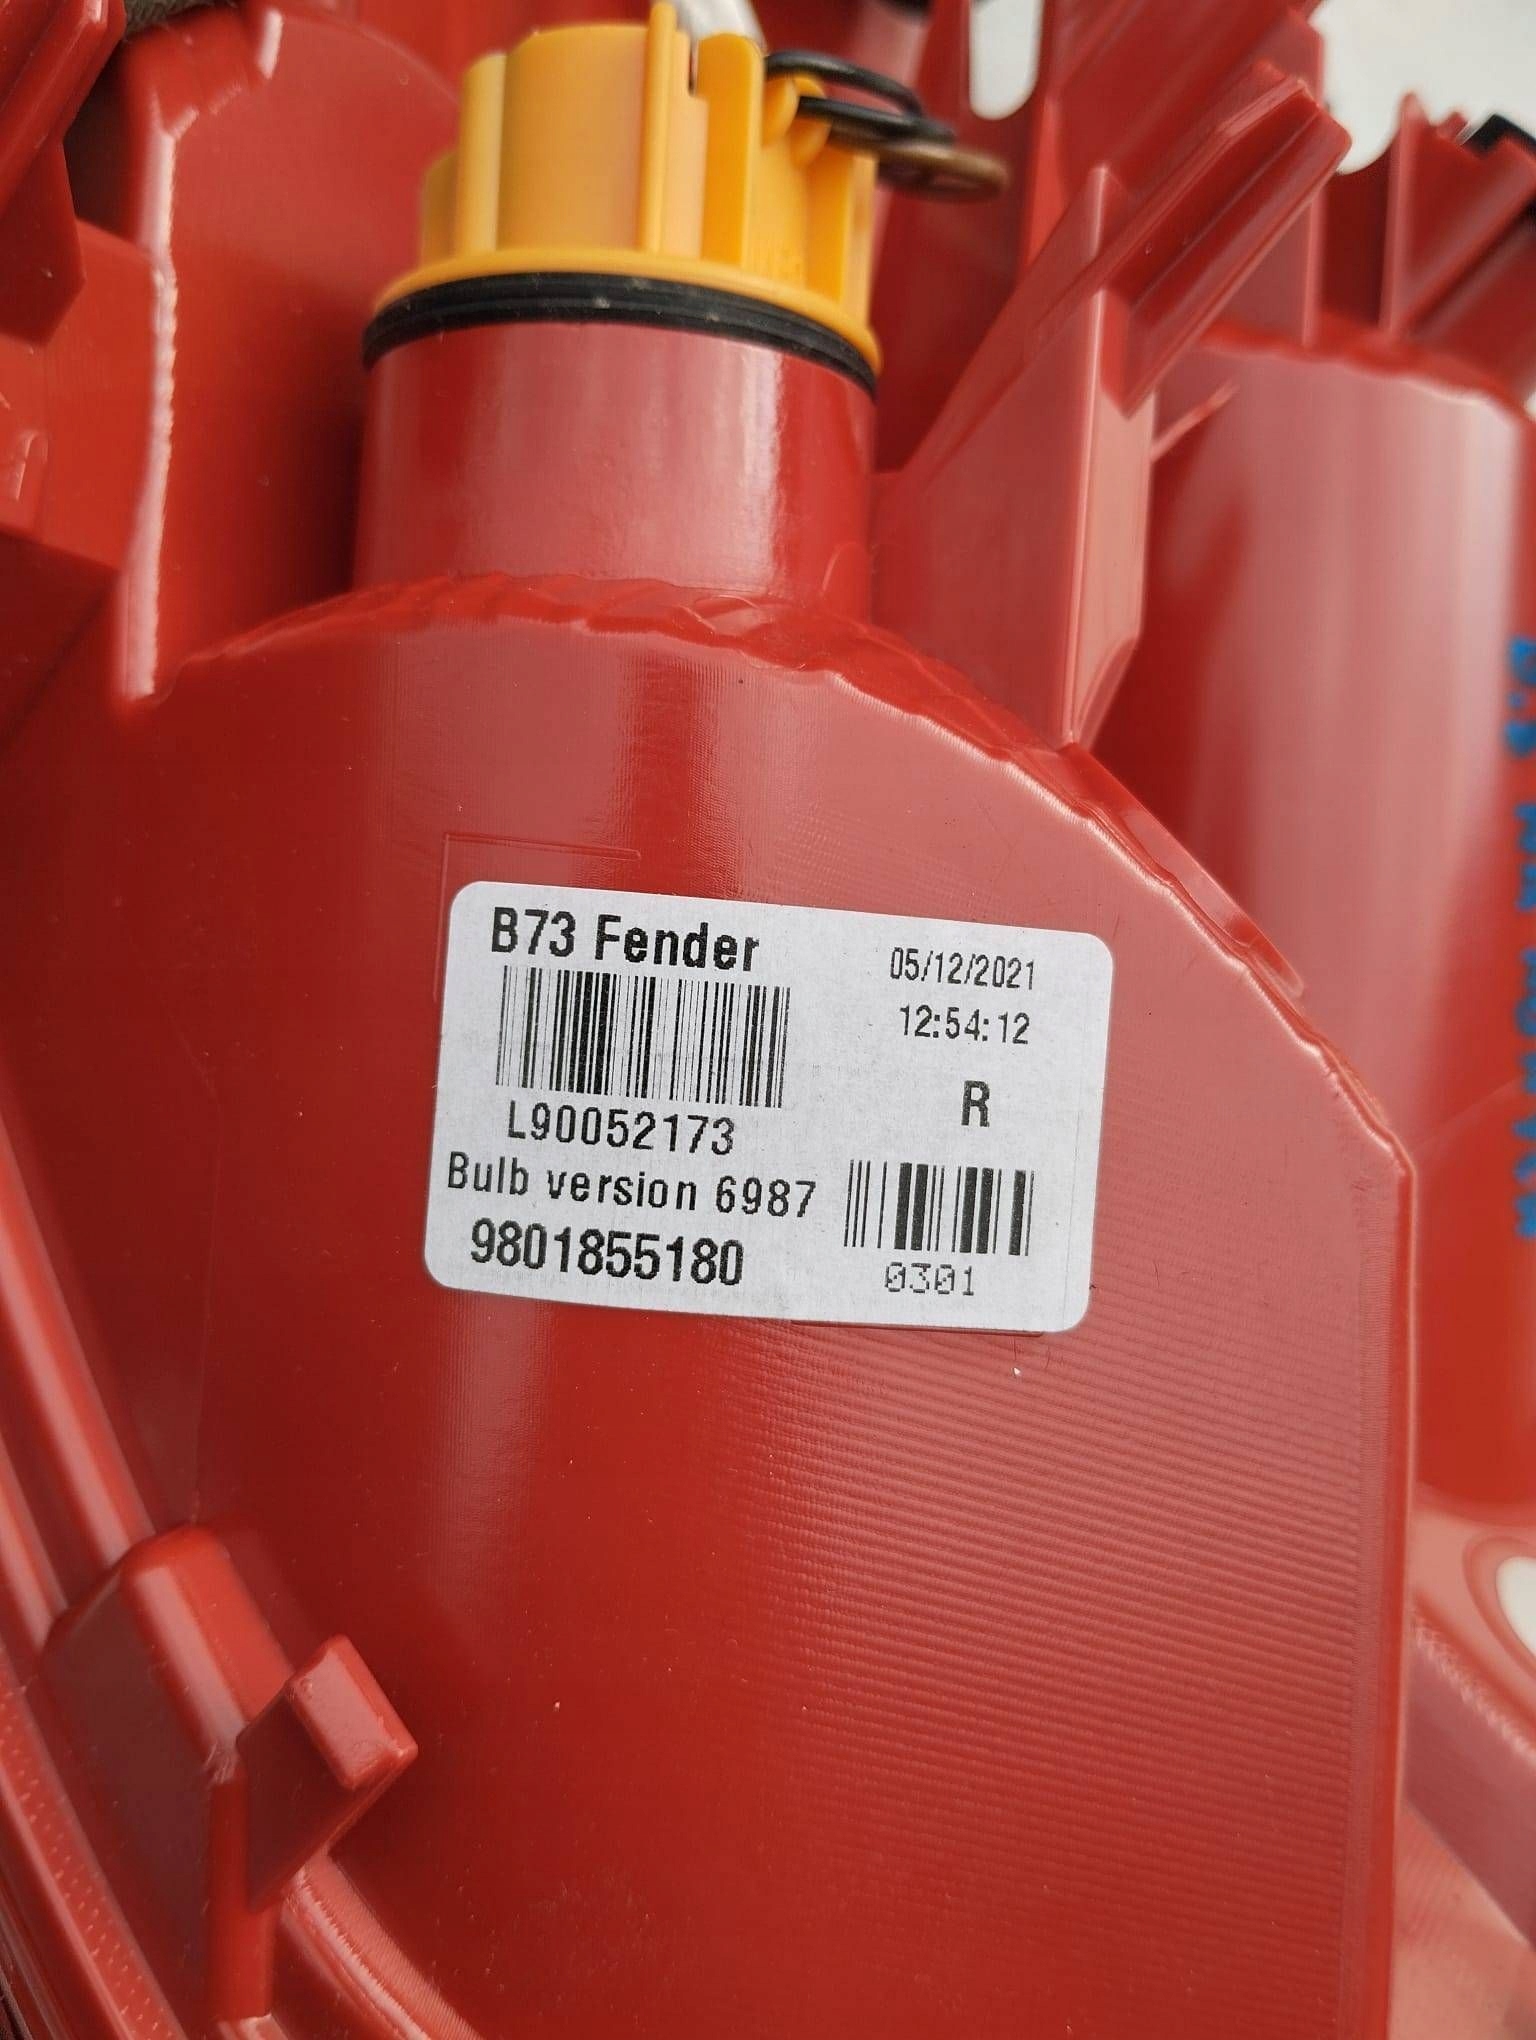 B73 Fender
05/12/2021
12:54:12
R
L90052173
Bulb version 6987
9801855180
0301